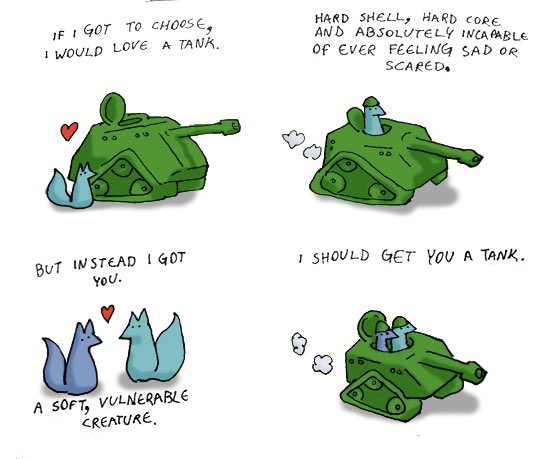 IF I GOT TO CHOOSE,
I WOULD LOVE A TANK.
HARD SHELL, HARD CORE
AND ABSOLUTELY INCAPABLE
OF EVER FEELING SAD OR
SCARED.
BUT INSTEAD I GOT
YOU.
A SOFT, VULNERABLE
CREATURE.
I SHOULD GET YOU A TANK.